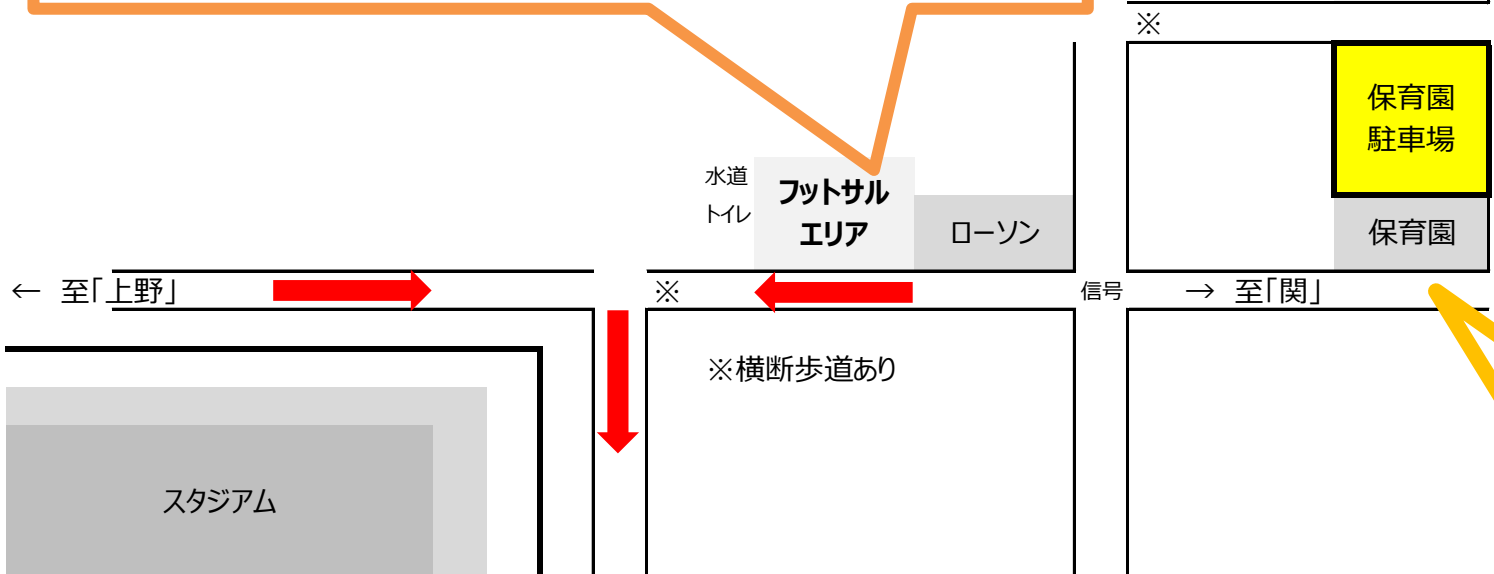 ※
保育園
駐車場
水道
トイレ
フットサル
エリア
ローソン
保育園
← 至「上野」
※
信号
→ 至「関」
※横断歩道あり
スタジアム